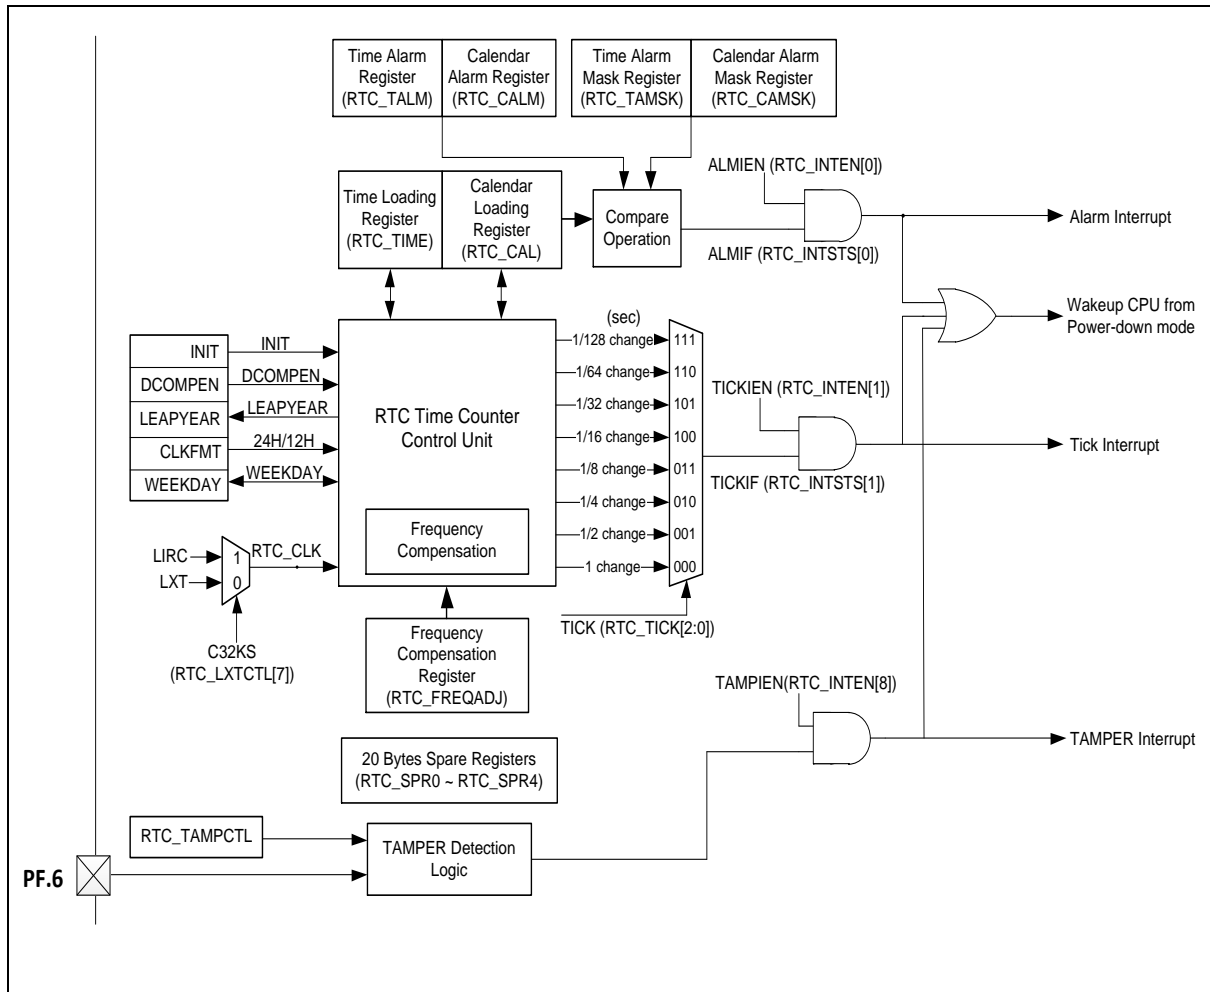 Time Alarm
Register
(RTC_TALM)
Calendar
Alarm Register
(RTC_CALM)
Time Alarm
Mask Register
(RTC_TAMSK)
Calendar Alarm
Mask Register
(RTC_CAMSK)
ALMIEN (RTC_INTEN[0])
Time Loading
Register
(RTC_TIME)
Calendar
Loading
Register
(RTC_CAL)
Compare
Operation
Alarm Interrupt
ALMIF (RTC_INTSTS[0])
Wakeup CPU from
Power-down mode
(sec)
INIT
INIT
DCOMPEN
DCOMPEN
LEAPYEAR
LEAPYEAR
CLKFMT
24H/12H
WEEKDAY
WEEKDAY
RTC Time Counter
Control Unit
Frequency
Compensation
1/128 change
111
1/64 change
110
1/32 change
101
1/16 change
100
1/8 change
011
1/4 change
010
1/2 change
001
1 change
000
TICKIEN (RTC_INTEN[1])
Tick Interrupt
TICKIF (RTC_INTSTS[1])
LIRC
1
RTC_CLK
LXT
0
C32KS
(RTC_LXTCTL[7])
TICK (RTC_TICK[2:0])
Frequency
Compensation
Register
(RTC_FREQADJ)
TAMPIEN(RTC_INTEN[8])
TAMPER Interrupt
20 Bytes Spare Registers
(RTC_SPR0 ~ RTC_SPR4)
RTC_TAMPCTL
TAMPER Detection
Logic
PF.6